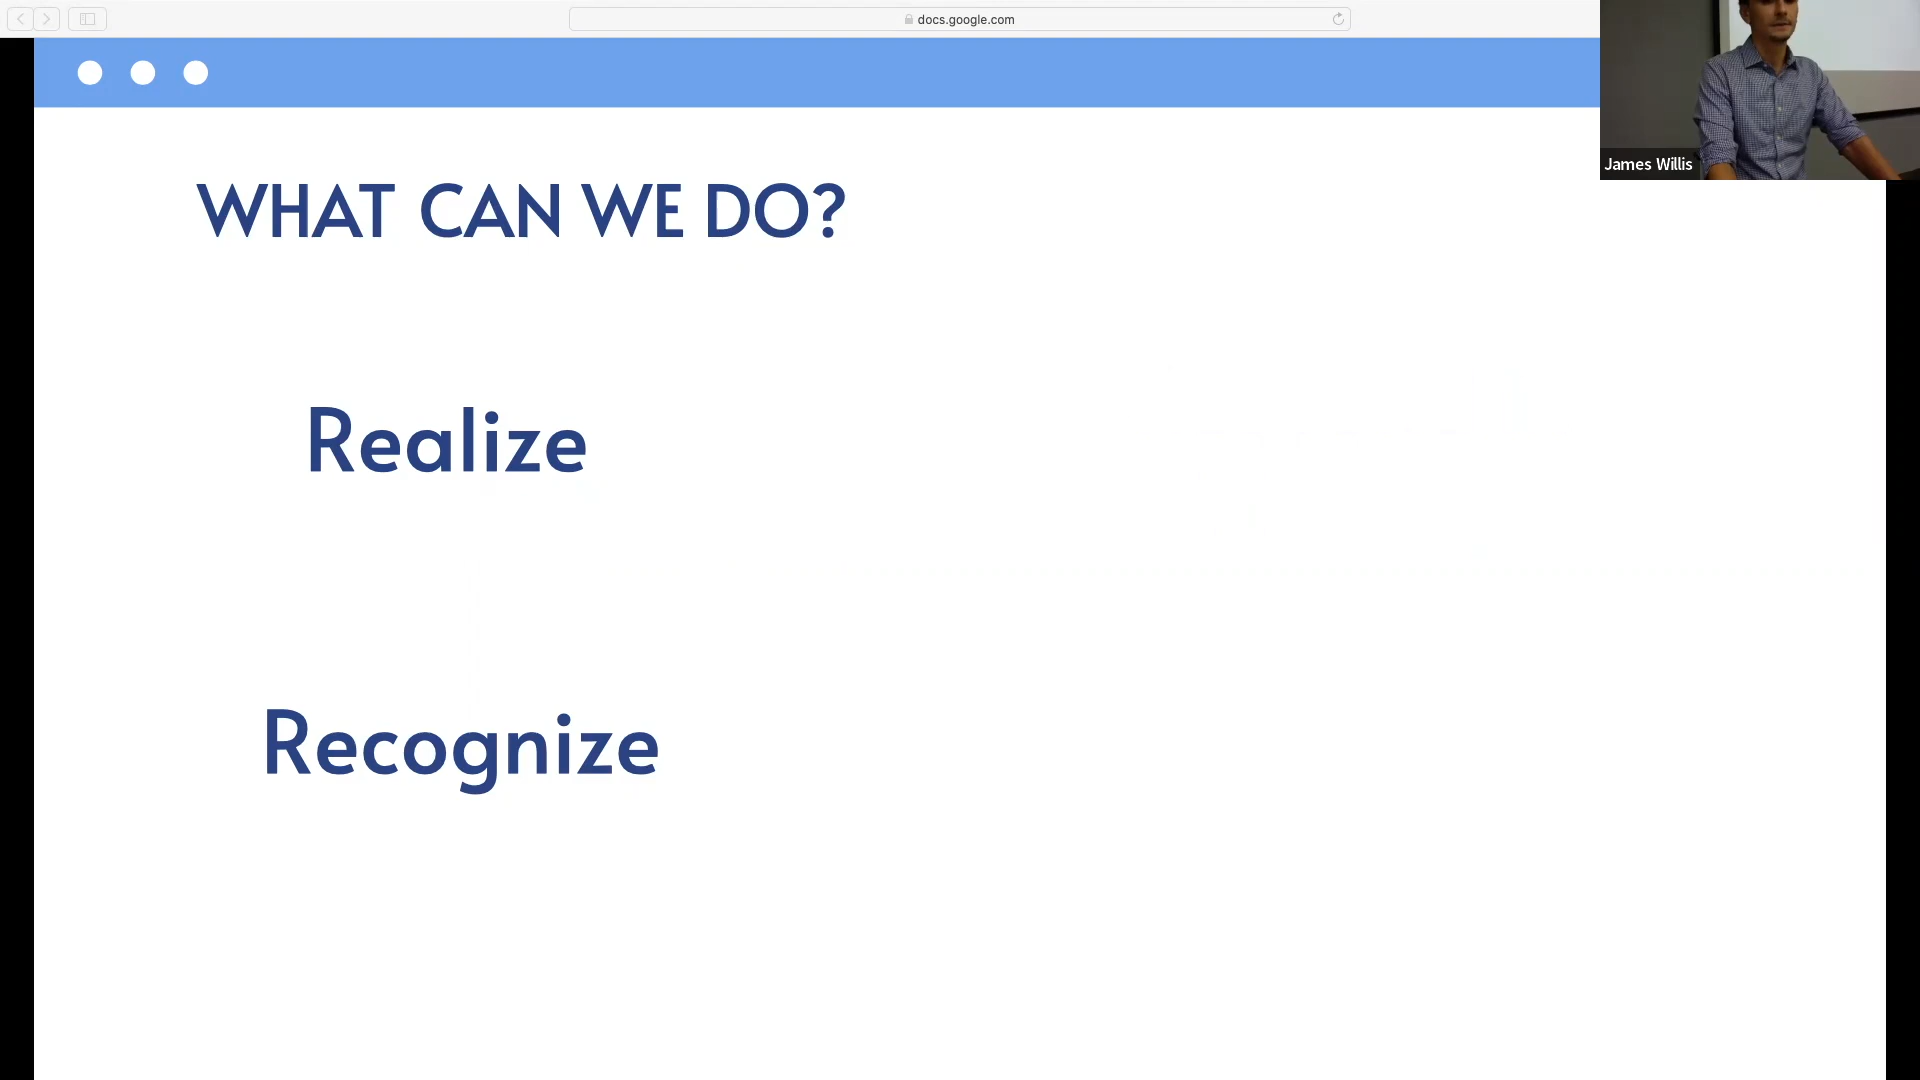 docs.google.com
James Willis
WHAT CAN WE DO?
Realize
Recognize